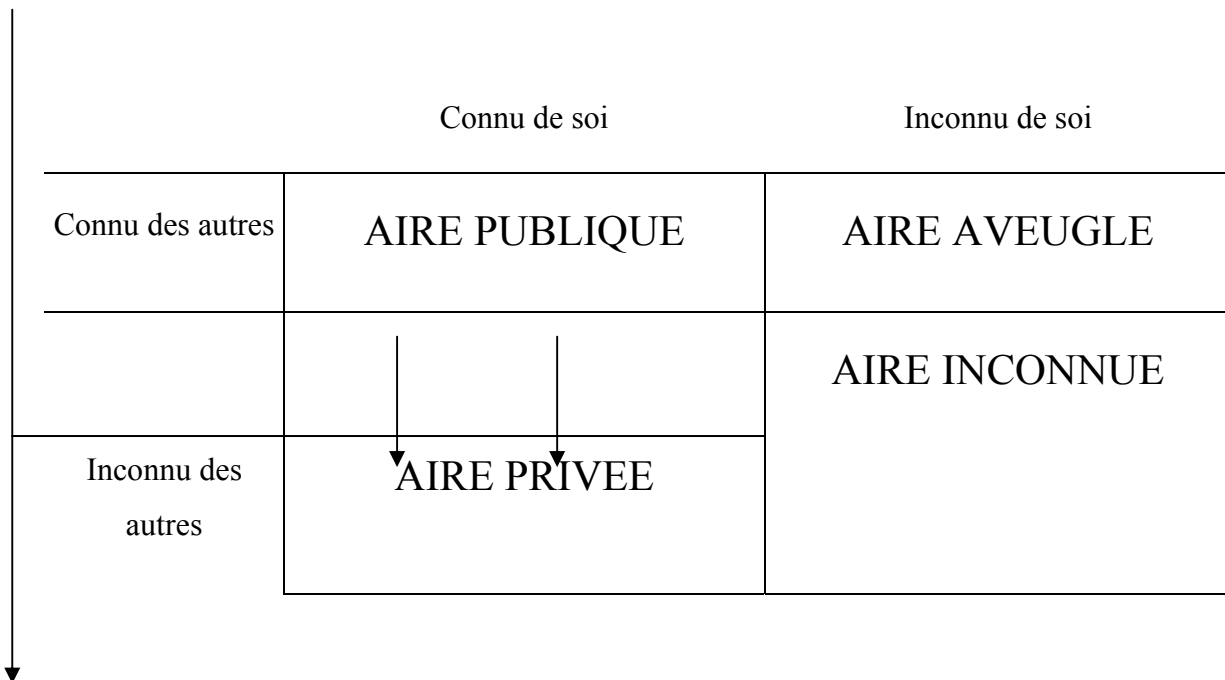 Connu de soi
Inconnu de soi
Connu des autres
AIRE PUBLIQUE
AIRE AVEUGLE
AIRE INCONNUE
Inconnu des
autres
AIRE PRIVEE